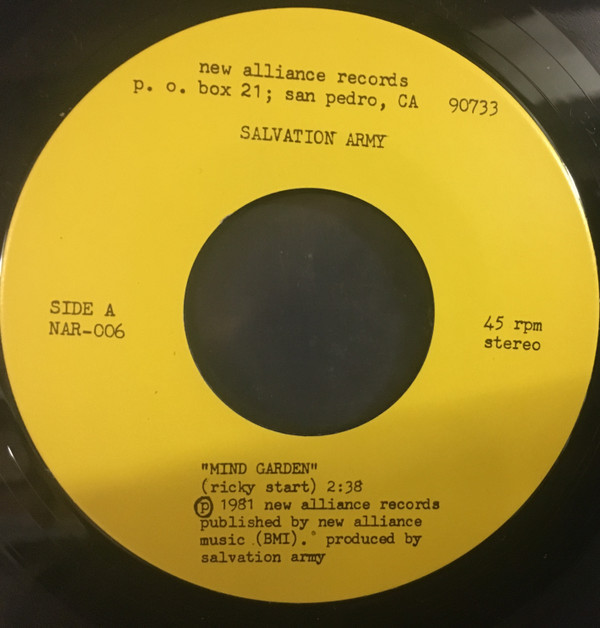 new alliance records
p. o. box 21; san pedro, CA 90733
SALVATION ARMY
SIDE A
NAR-006
45 rpm
stereo
"MIND GARDEN"
(ricky start) 2:38
℗ 1981 new alliance records
published by new alliance
music (BMI). produced by
salvation army